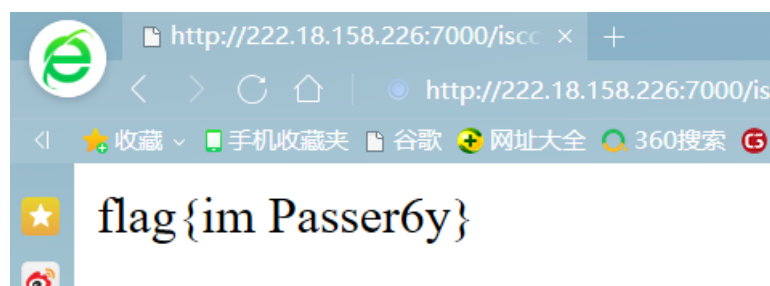 http://222.18.158.226:7000/iscc × +
http://222.18.158.226:7000/is
收藏 手机收藏夹 谷歌 网址大全 360搜索
flag{im Passer6y}